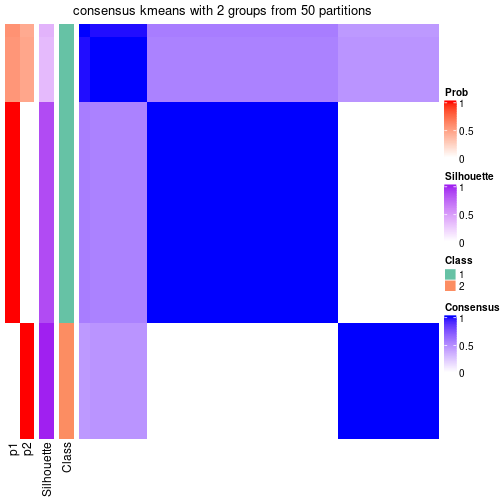 consensus kmeans with 2 groups from 50 partitions
Prob
1
0.5
0
Silhouette
1
0.5
0
Class
1
2
Consensus
1
0.5
0
p1
p2
Silhouette
Class